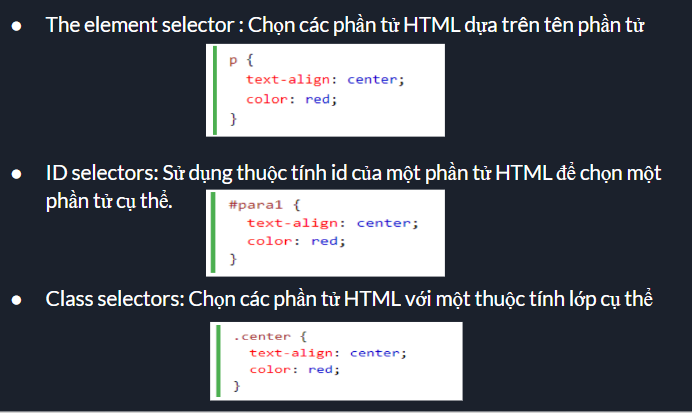 ● The element selector : Chọn các phần tử HTML dựa trên tên phần tử
p {
  text-align: center;
  color: red;
}
● ID selectors: Sử dụng thuộc tính id của một phần tử HTML để chọn một
phần tử cụ thể.
#para1 {
  text-align: center;
  color: red;
}
● Class selectors: Chọn các phần tử HTML với một thuộc tính lớp cụ thể
.center {
  text-align: center;
  color: red;
}